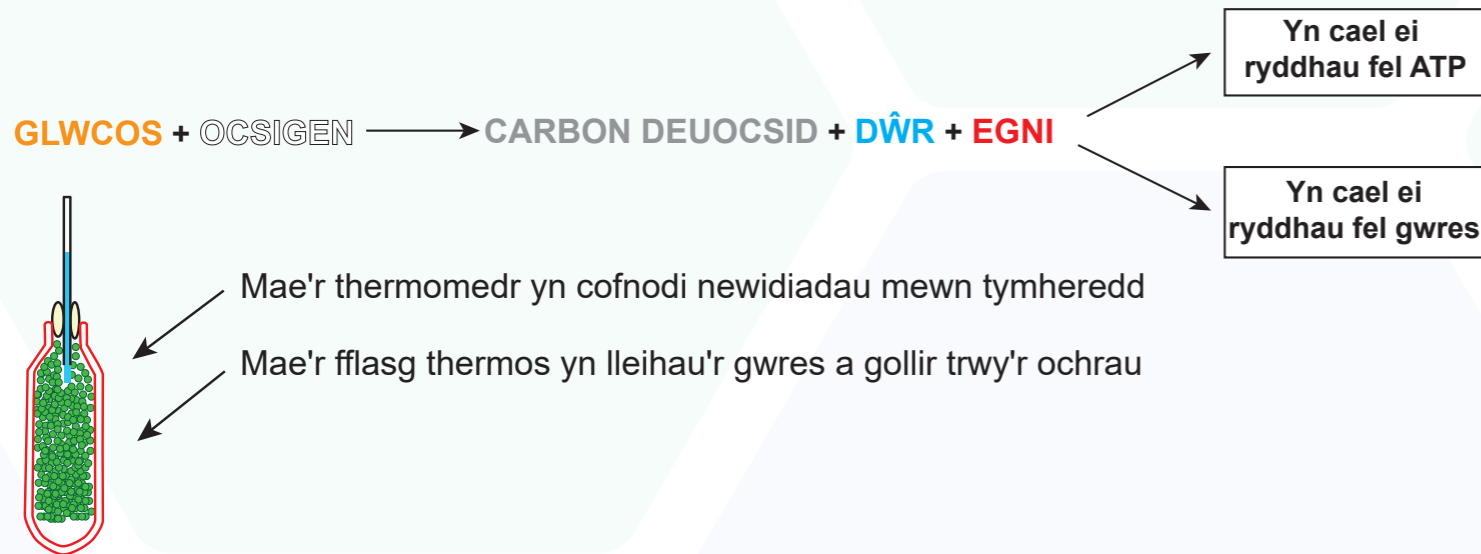 GLWCOS + OCSIGEN → CARBON DEUOCSID + DŴR + EGNI
Yn cael ei
ryddhau fel ATP
Yn cael ei
ryddhau fel gwres
Mae'r thermomedr yn cofnodi newidiadau mewn tymheredd
Mae'r fflasg thermos yn lleihau'r gwres a gollir trwy'r ochrau